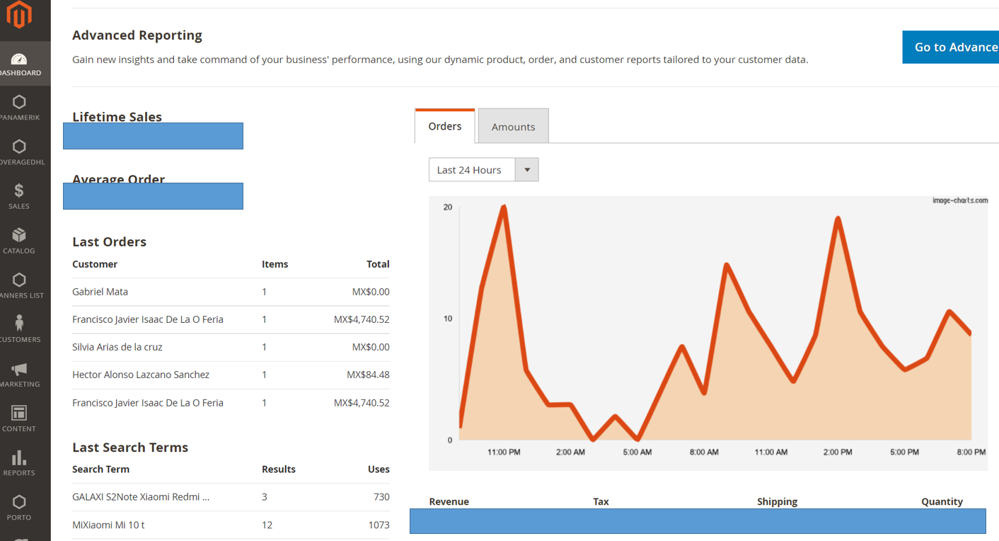 Advanced Reporting
Gain new insights and take command of your business' performance, using our dynamic product, order, and customer reports tailored to your customer data.
Go to Advance
DASHBOARD
PANAMERIK
OVERAGEDHL
SALES
CATALOG
ANNERS LIST
CUSTOMERS
MARKETING
CONTENT
REPORTS
PORTO
Lifetime Sales
Average Order
Last Orders
Customer Items Total
Gabriel Mata 1 MX$0.00
Francisco Javier Isaac De La O Feria 1 MX$4,740.52
Silvia Arias de la cruz 1 MX$0.00
Hector Alonso Lazcano Sanchez 1 MX$84.48
Francisco Javier Isaac De La O Feria 1 MX$4,740.52
Last Search Terms
Search Term Results Uses
GALAXI S2Note Xiaomi Redmi ... 3 730
MiXiaomi Mi 10 t 12 1073
Orders Amounts
Last 24 Hours
image-charts.com
20
10
0
11:00 PM 2:00 AM 5:00 AM 8:00 AM 11:00 AM 2:00 PM 5:00 PM 8:00 PM
Revenue Tax Shipping Quantity